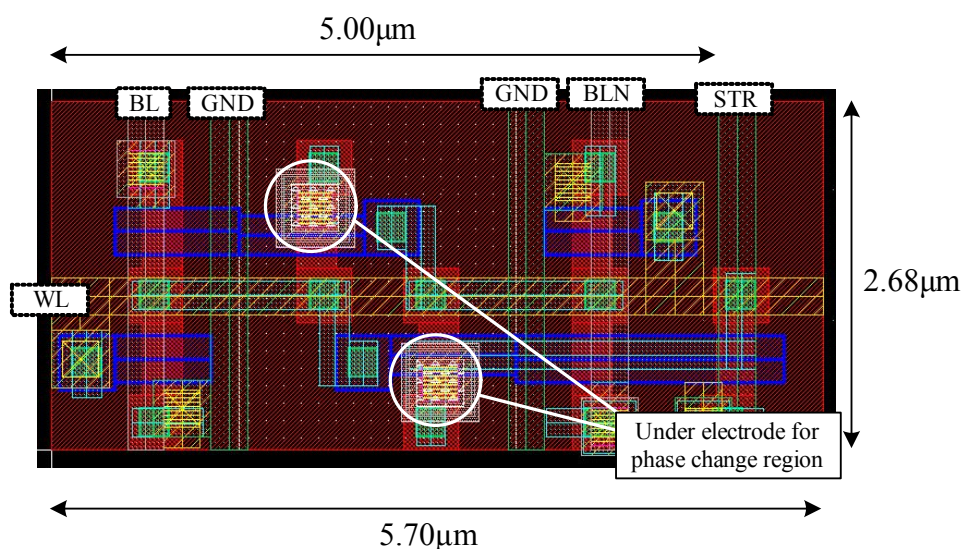 5.00μm
BL
GND
GND
BLN
STR
WL
2.68μm
Under electrode for
phase change region
5.70μm